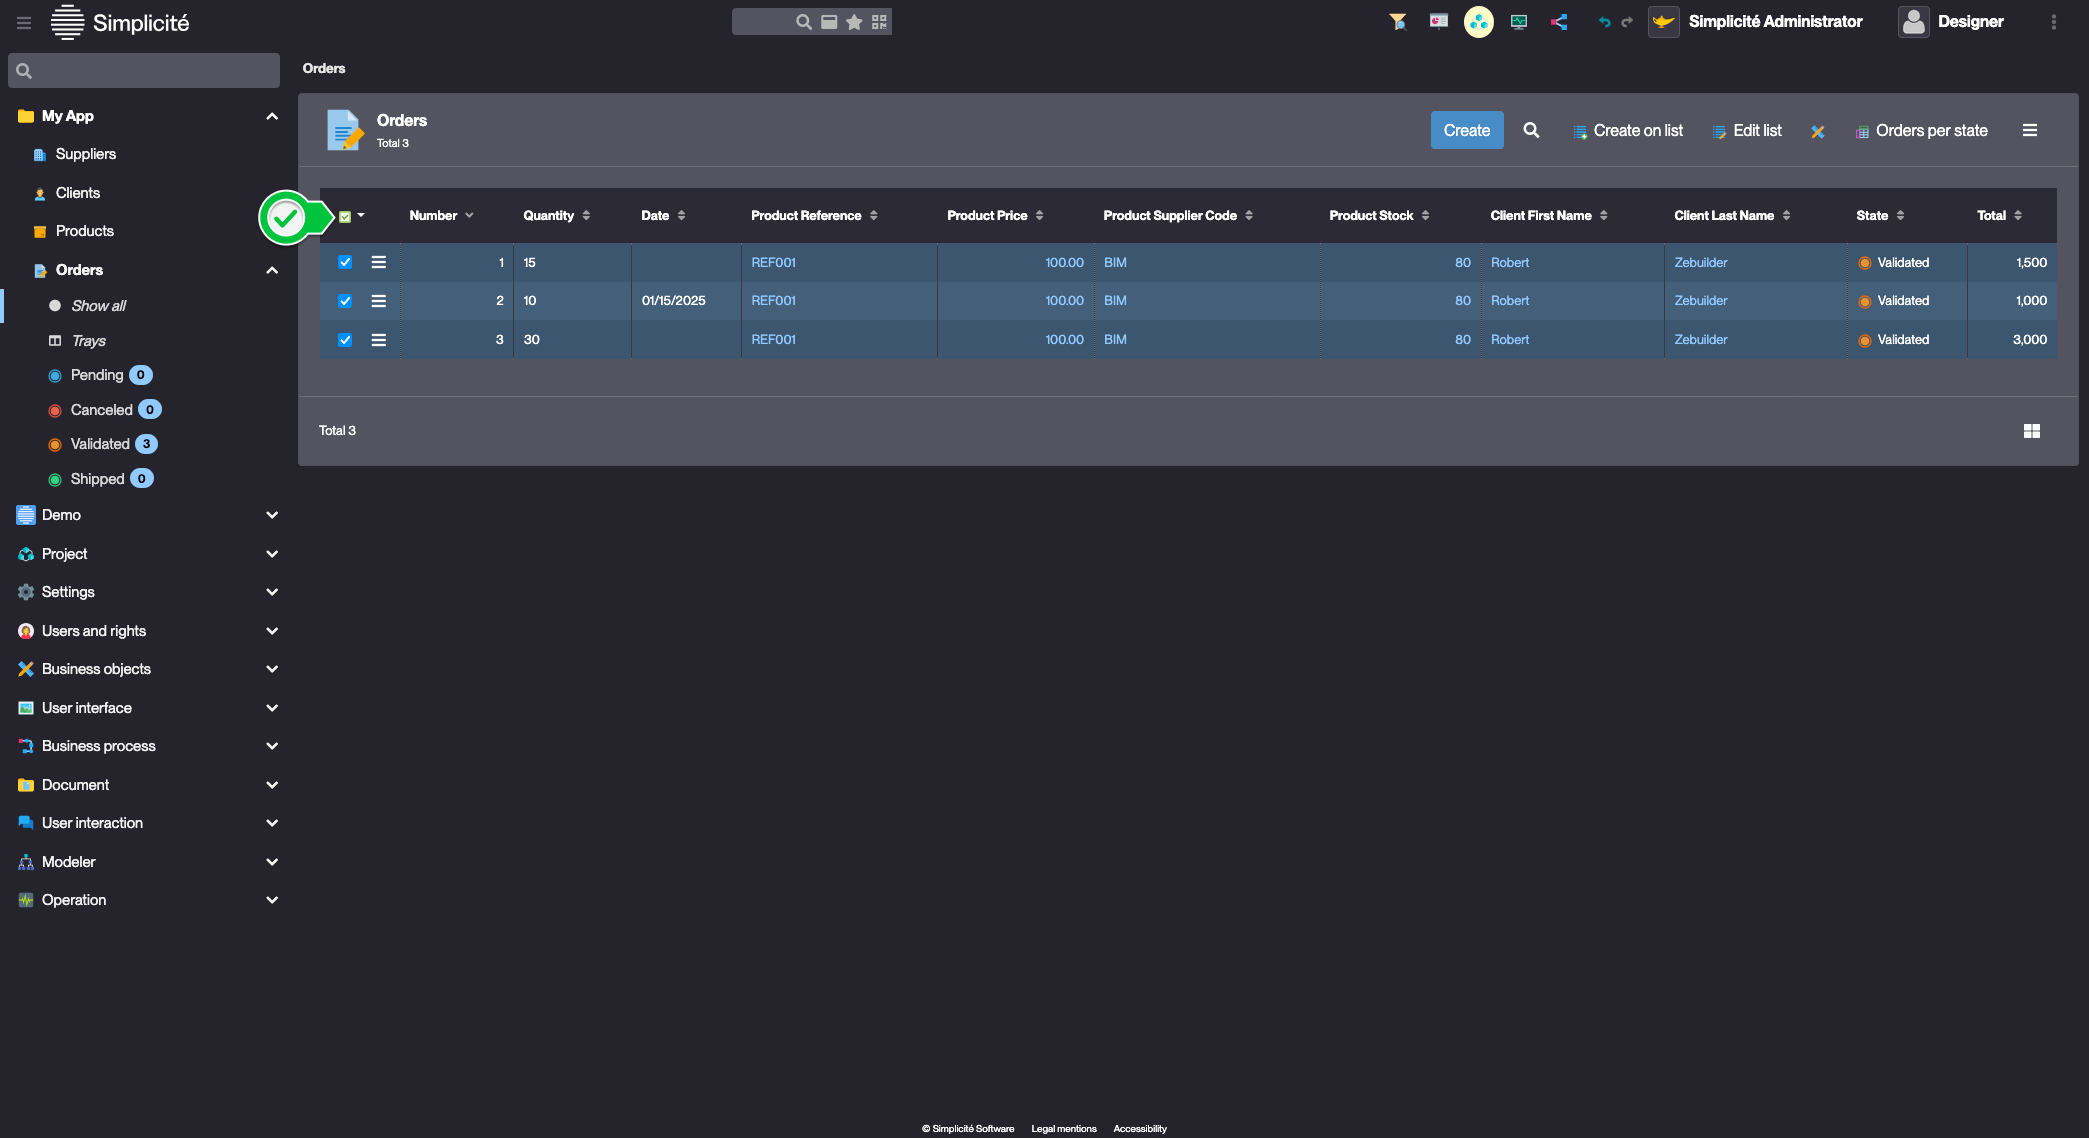 Simplicité
Simplicité Administrator
Designer
My App
Suppliers
Clients
Products
Orders
Show all
Trays
Pending 0
Canceled 0
Validated 3
Shipped 0
Demo
Project
Settings
Users and rights
Business objects
User interface
Business process
Document
User interaction
Modeler
Operation
Orders
Orders
Total 3
Create Create on list Edit list Orders per state
Number Quantity Date Product Reference Product Price Product Supplier Code Product Stock Client First Name Client Last Name State Total
1 15 REF001 100.00 BIM 80 Robert Zebuilder Validated 1,500
2 10 01/15/2025 REF001 100.00 BIM 80 Robert Zebuilder Validated 1,000
3 30 REF001 100.00 BIM 80 Robert Zebuilder Validated 3,000
Total 3
© Simplicité Software Legal mentions Accessibility